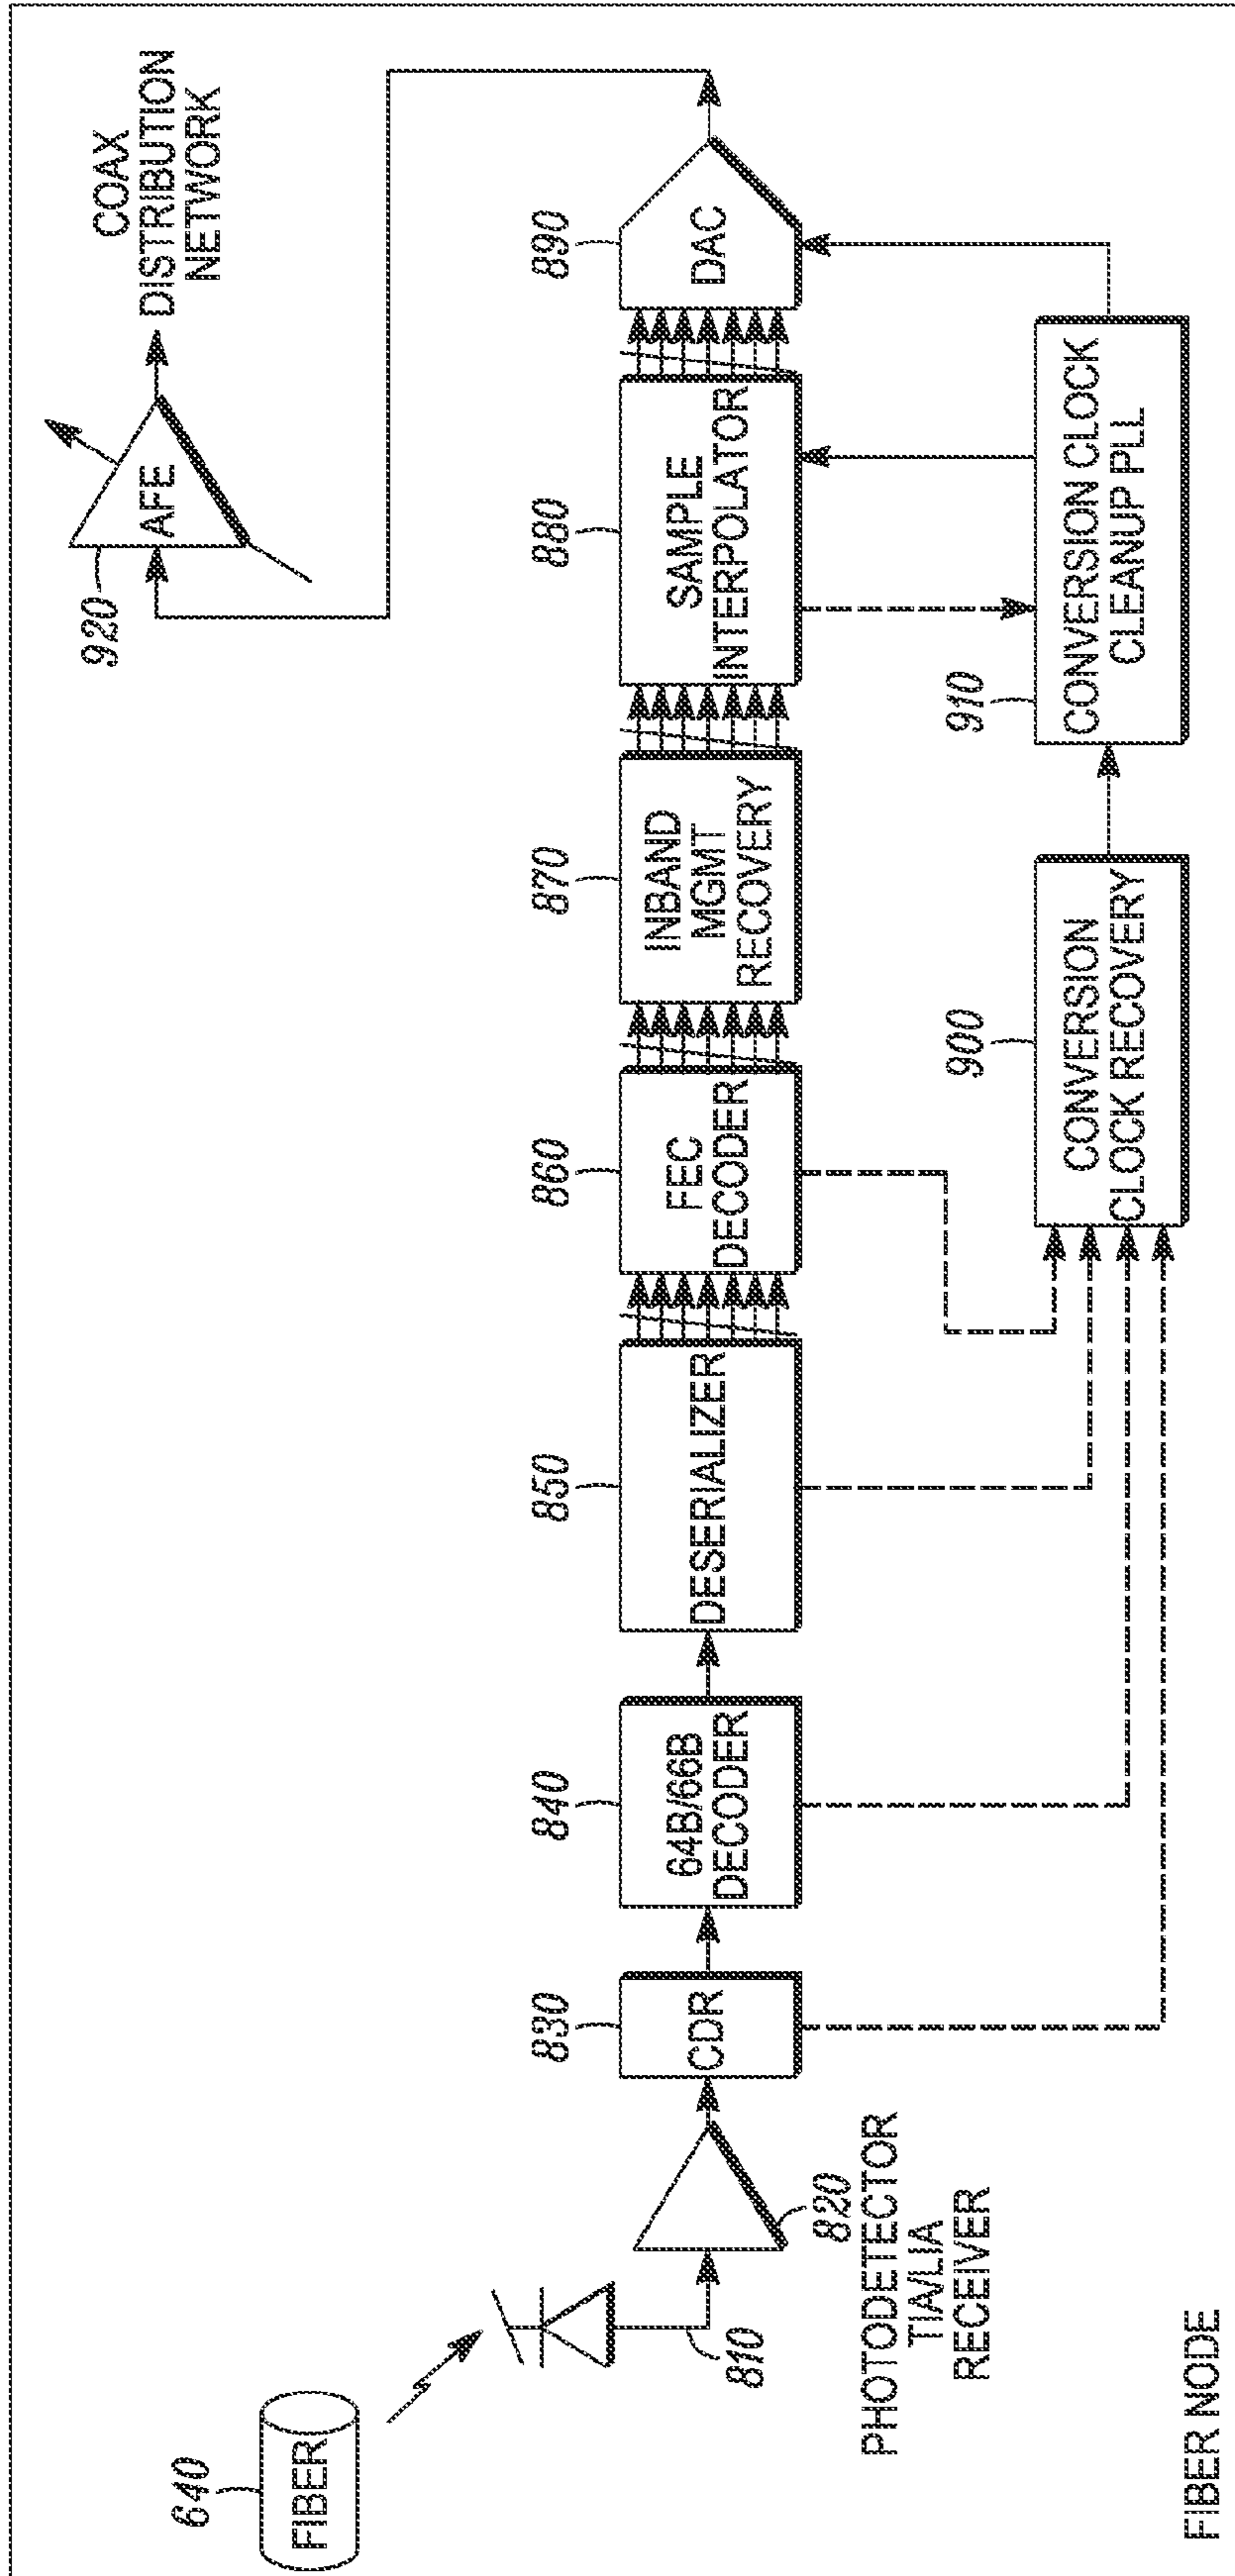 640
FIBER
810
820
PHOTODETECTOR
TIA/LIA
RECEIVER
830
CDR
840
64B/66B
DECODER
850
DESERIALIZER
860
FEC
DECODER
870
INBAND
MGMT
RECOVERY
880
SAMPLE
INTERPOLATOR
890
DAC
920
AFE
COAX
DISTRIBUTION
NETWORK
900
CONVERSION
CLOCK RECOVERY
910
CONVERSION CLOCK
CLEANUP PLL
FIBER NODE